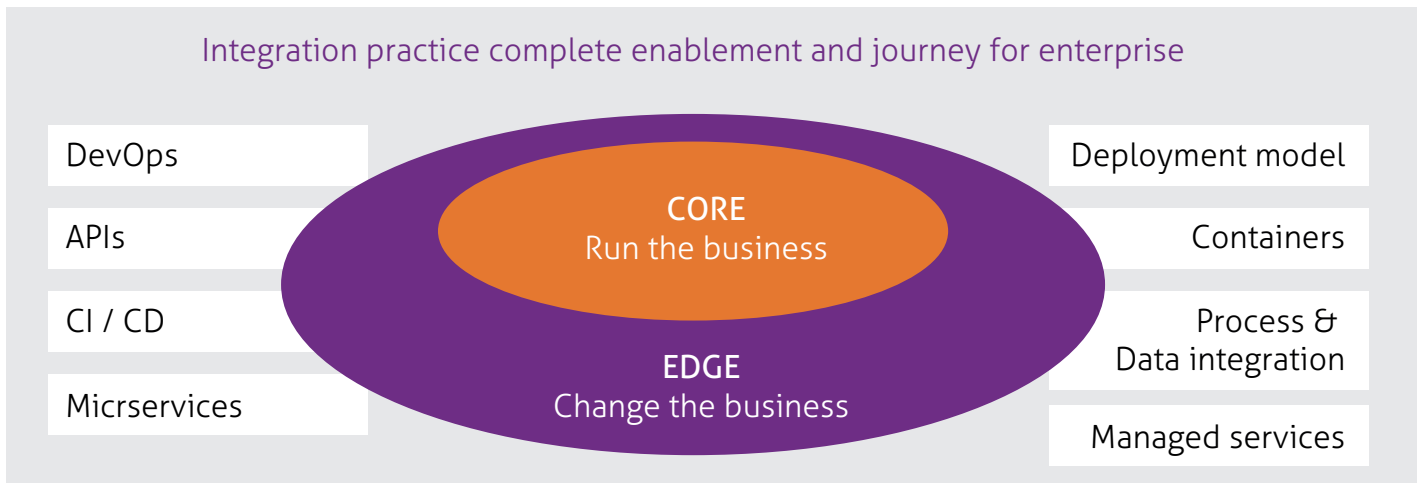 Integration practice complete enablement and journey for enterprise
DevOps
APIs
CI / CD
Micrservices
CORE
Run the business
EDGE
Change the business
Deployment model
Containers
Process &
Data integration
Managed services